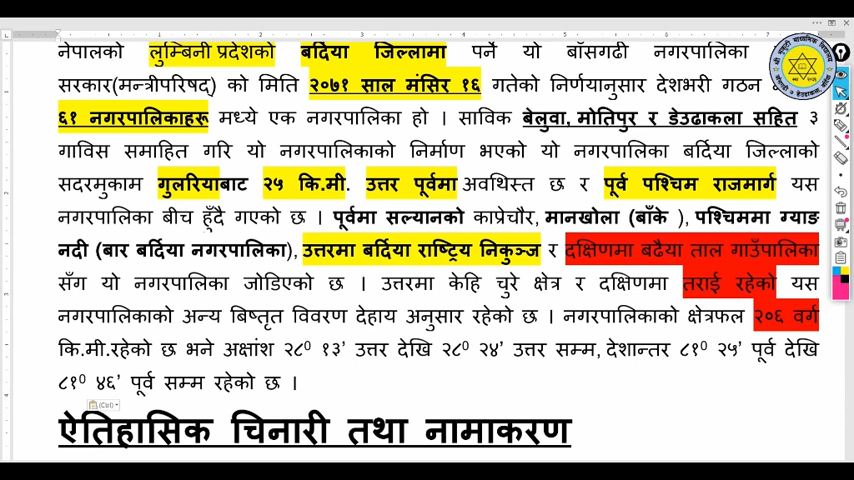 नेपालको लुम्बिनी प्रदेशको बर्दिया जिल्लामा पर्ने यो बाँसगढी नगरपालिका
सरकार(मन्त्रीपरिषद) को मिति २०७१ साल मंसिर १६ गतेको निर्णयानुसार देशभरी गठन
६१ नगरपालिकाहरू मध्ये एक नगरपालिका हो । साविक बेलुवा, मोतिपुर र डेउढाकला सहित ३
गाविस समाहित गरि यो नगरपालिकाको निर्माण भएको यो नगरपालिका बर्दिया जिल्लाको
सदरमुकाम गुलरियाबाट २५ कि.मी. उत्तर पूर्वमा अवथिस्त छ र पूर्व पश्चिम राजमार्ग यस
नगरपालिका बीच हुँदै गएको छ । पूर्वमा सल्यानको काप्रेचौर, मानखोला (बाँके ), पश्चिममा ग्याङ
नदी (बार बर्दिया नगरपालिका), उत्तरमा बर्दिया राष्ट्रिय निकुञ्ज र दक्षिणमा बढैया ताल गाउँपालिका
सँग यो नगरपालिका जोडिएको छ । उत्तरमा केहि चुरे क्षेत्र र दक्षिणमा तराई रहेको यस
नगरपालिकाको अन्य बिष्तृत विवरण देहाय अनुसार रहेको छ । नगरपालिकाको क्षेत्रफल २०६ वर्ग
कि.मी.रहेको छ भने अक्षांश २८⁰ १३’ उत्तर देखि २८⁰ २४’ उत्तर सम्म, देशान्तर ८१⁰ २५’ पूर्व देखि
८१⁰ ४६’ पूर्व सम्म रहेको छ ।
(Ctrl)
ऐतिहासिक चिनारी तथा नामाकरण